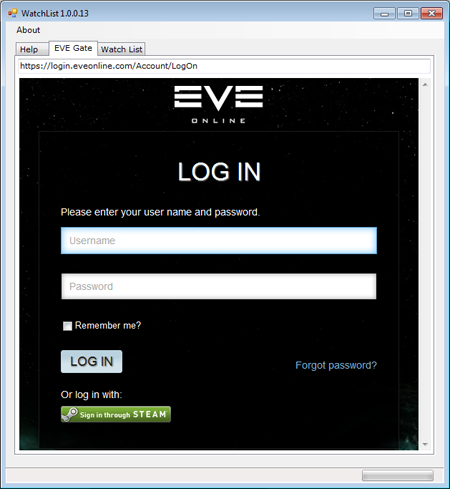 WatchList 1.0.0.13
About
Help EVE Gate Watch List
https://login.eveonline.com/Account/LogOn
EVE
ONLINE
LOG IN
Please enter your user name and password.
Username
Password
Remember me?
LOG IN
Forgot password?
Or log in with:
Sign in through STEAM